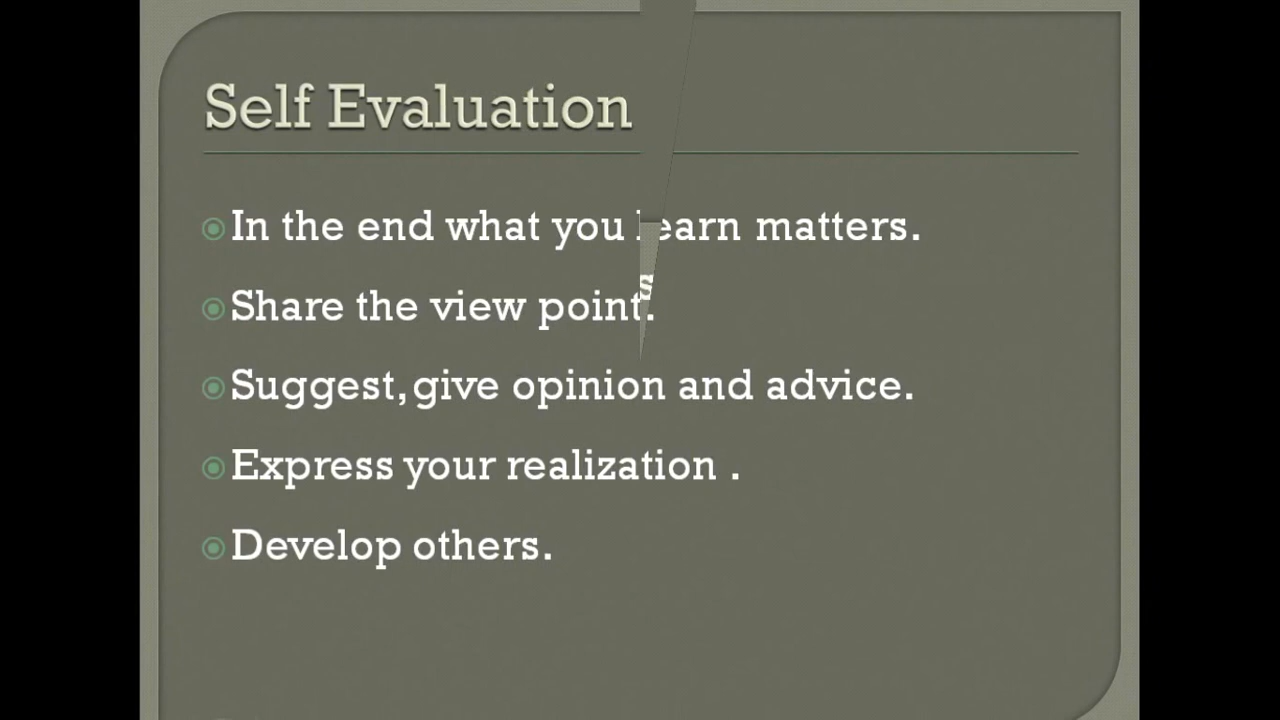 Self Evaluation
In the end what you learn matters.
Share the view point.
Suggest, give opinion and advice.
Express your realization .
Develop others.